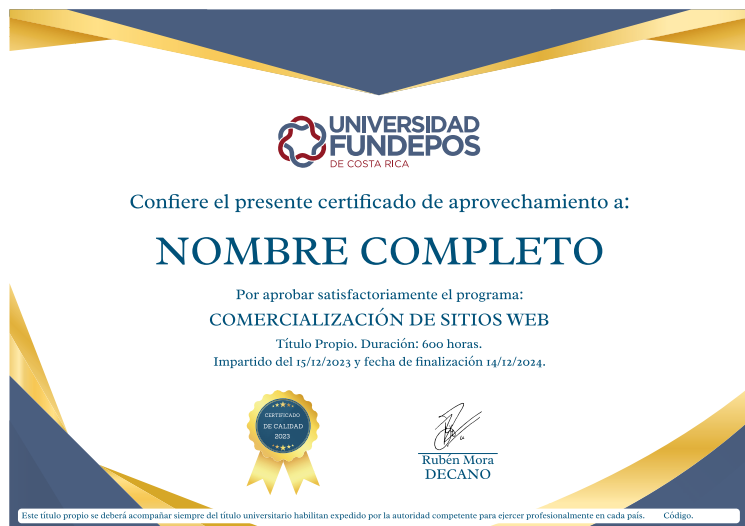 UNIVERSIDAD
FUNDEPOS
DE COSTA RICA
Confiere el presente certificado de aprovechamiento a:
NOMBRE COMPLETO
Por aprobar satisfactoriamente el programa:
COMERCIALIZACIÓN DE SITIOS WEB
Título Propio. Duración: 600 horas.
Impartido del 15/12/2023 y fecha de finalización 14/12/2024.
CERTIFICADO
DE CALIDAD
2023
Rubén Mora
DECANO
Este título propio se deberá acompañar siempre del título universitario habilitan expedido por la autoridad competente para ejercer profesionalmente en cada país. Código.